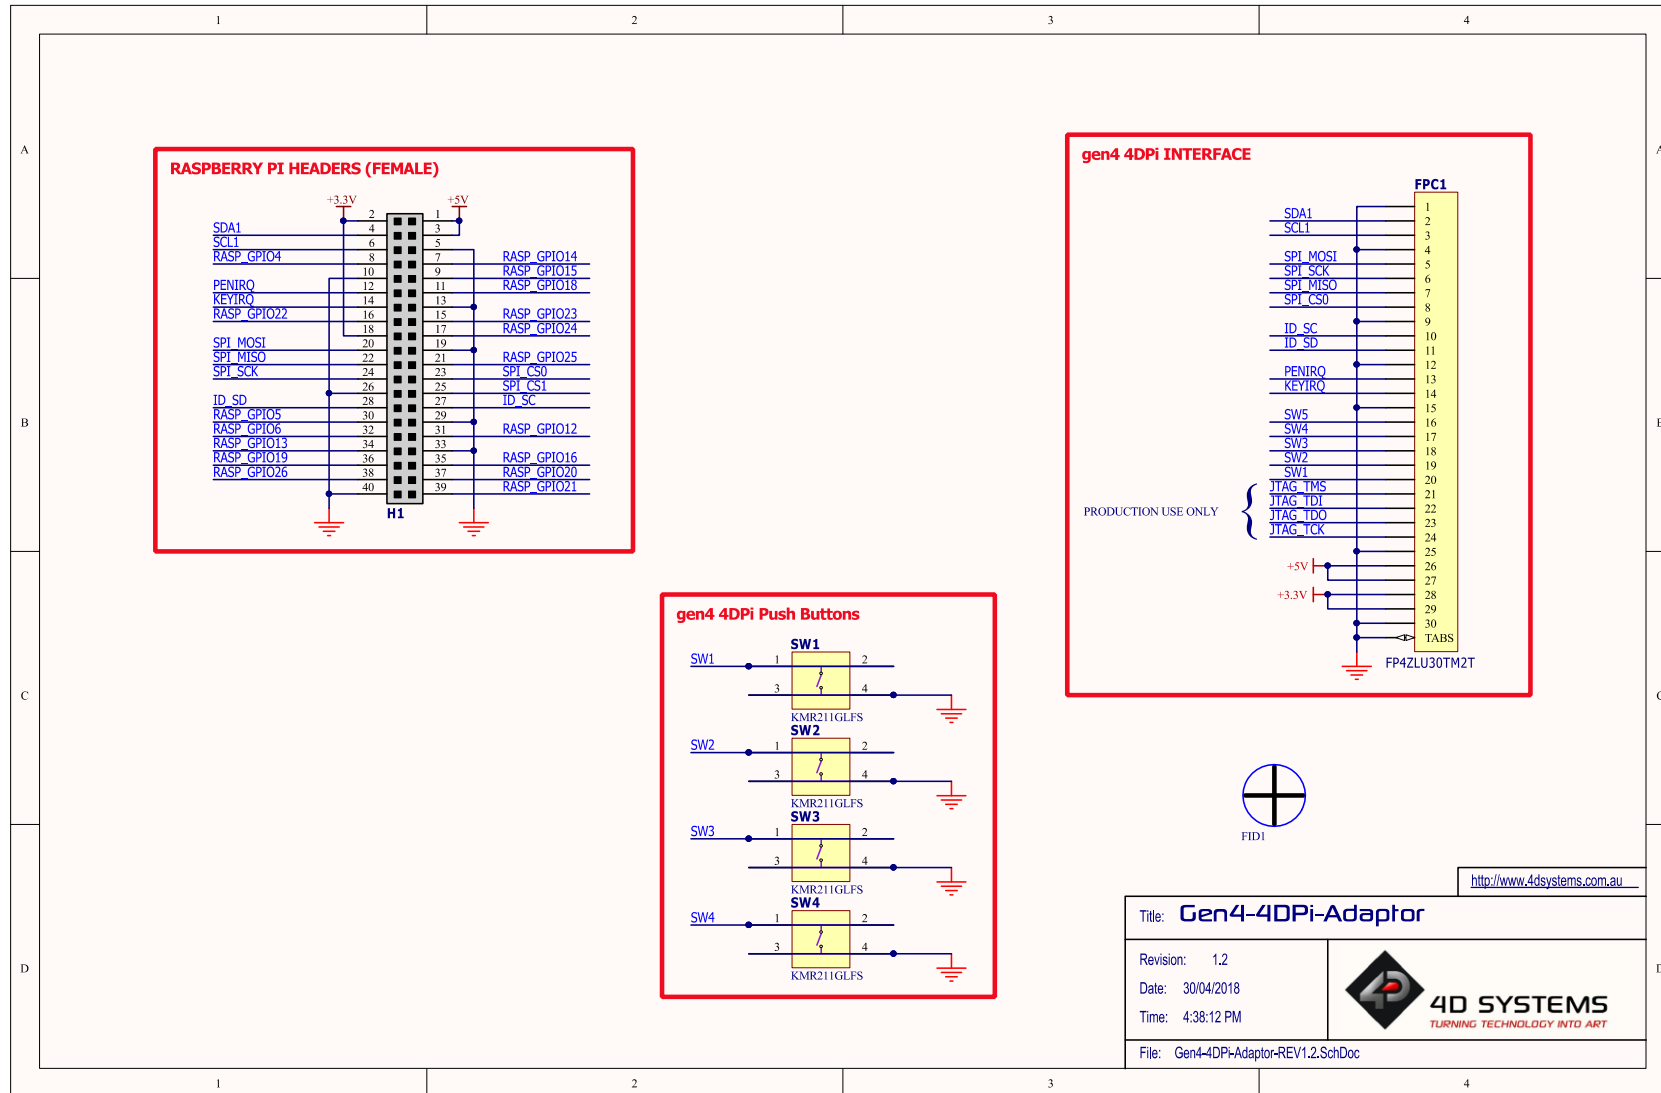 1 2 3 4
A A
B B
C C
D D
RASPBERRY PI HEADERS (FEMALE)
+3.3V +5V
2 1
SDA1 4 3
SCL1 6 5
RASP_GPIO4 8 7 RASP_GPIO14
10 9 RASP_GPIO15
PENIRQ 12 11 RASP_GPIO18
KEYIRQ 14 13
RASP_GPIO22 16 15 RASP_GPIO23
18 17 RASP_GPIO24
SPI_MOSI 20 19
SPI_MISO 22 21 RASP_GPIO25
SPI_SCK 24 23 SPI_CS0
26 25 SPI_CS1
ID_SD 28 27 ID_SC
RASP_GPIO5 30 29
RASP_GPIO6 32 31 RASP_GPIO12
RASP_GPIO13 34 33
RASP_GPIO19 36 35 RASP_GPIO16
RASP_GPIO26 38 37 RASP_GPIO20
40 39 RASP_GPIO21
H1
gen4 4DPi INTERFACE
FPC1
1
SDA1 2
SCL1 3
4
SPI_MOSI 5
SPI_SCK 6
SPI_MISO 7
SPI_CS0 8
9
ID_SC 10
ID_SD 11
12
PENIRQ 13
KEYIRQ 14
15
SW5 16
SW4 17
SW3 18
SW2 19
SW1 20
JTAG_TMS 21
JTAG_TDI 22
JTAG_TDO 23
JTAG_TCK 24
PRODUCTION USE ONLY
25
+5V 26
27
+3.3V 28
29
30
TABS
FP4ZLU30TM2T
gen4 4DPi Push Buttons
SW1
SW1 1 2
3 4
KMR211GLFS
SW2
SW2 1 2
3 4
KMR211GLFS
SW3
SW3 1 2
3 4
KMR211GLFS
SW4
SW4 1 2
3 4
KMR211GLFS
FID1
http://www.4dsystems.com.au
Title: Gen4-4DPi-Adaptor
Revision: 1.2
Date: 30/04/2018
Time: 4:38:12 PM
4D SYSTEMS
TURNING TECHNOLOGY INTO ART
File: Gen4-4DPi-Adaptor-REV1.2.SchDoc
1 2 3 4